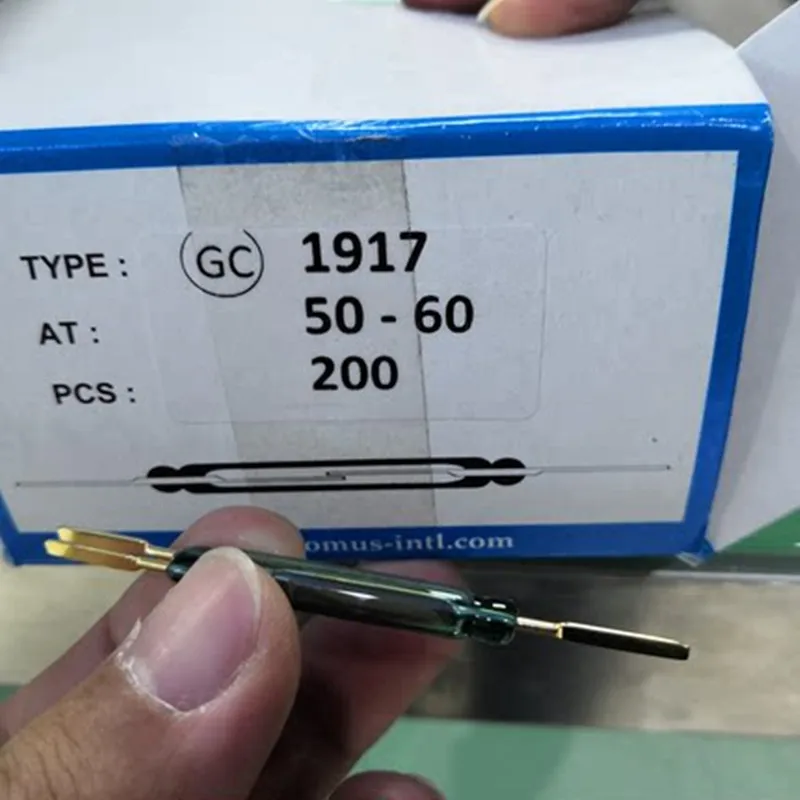 TYPE : GC 1917
AT : 50 - 60
PCS : 200
omus-intl.com